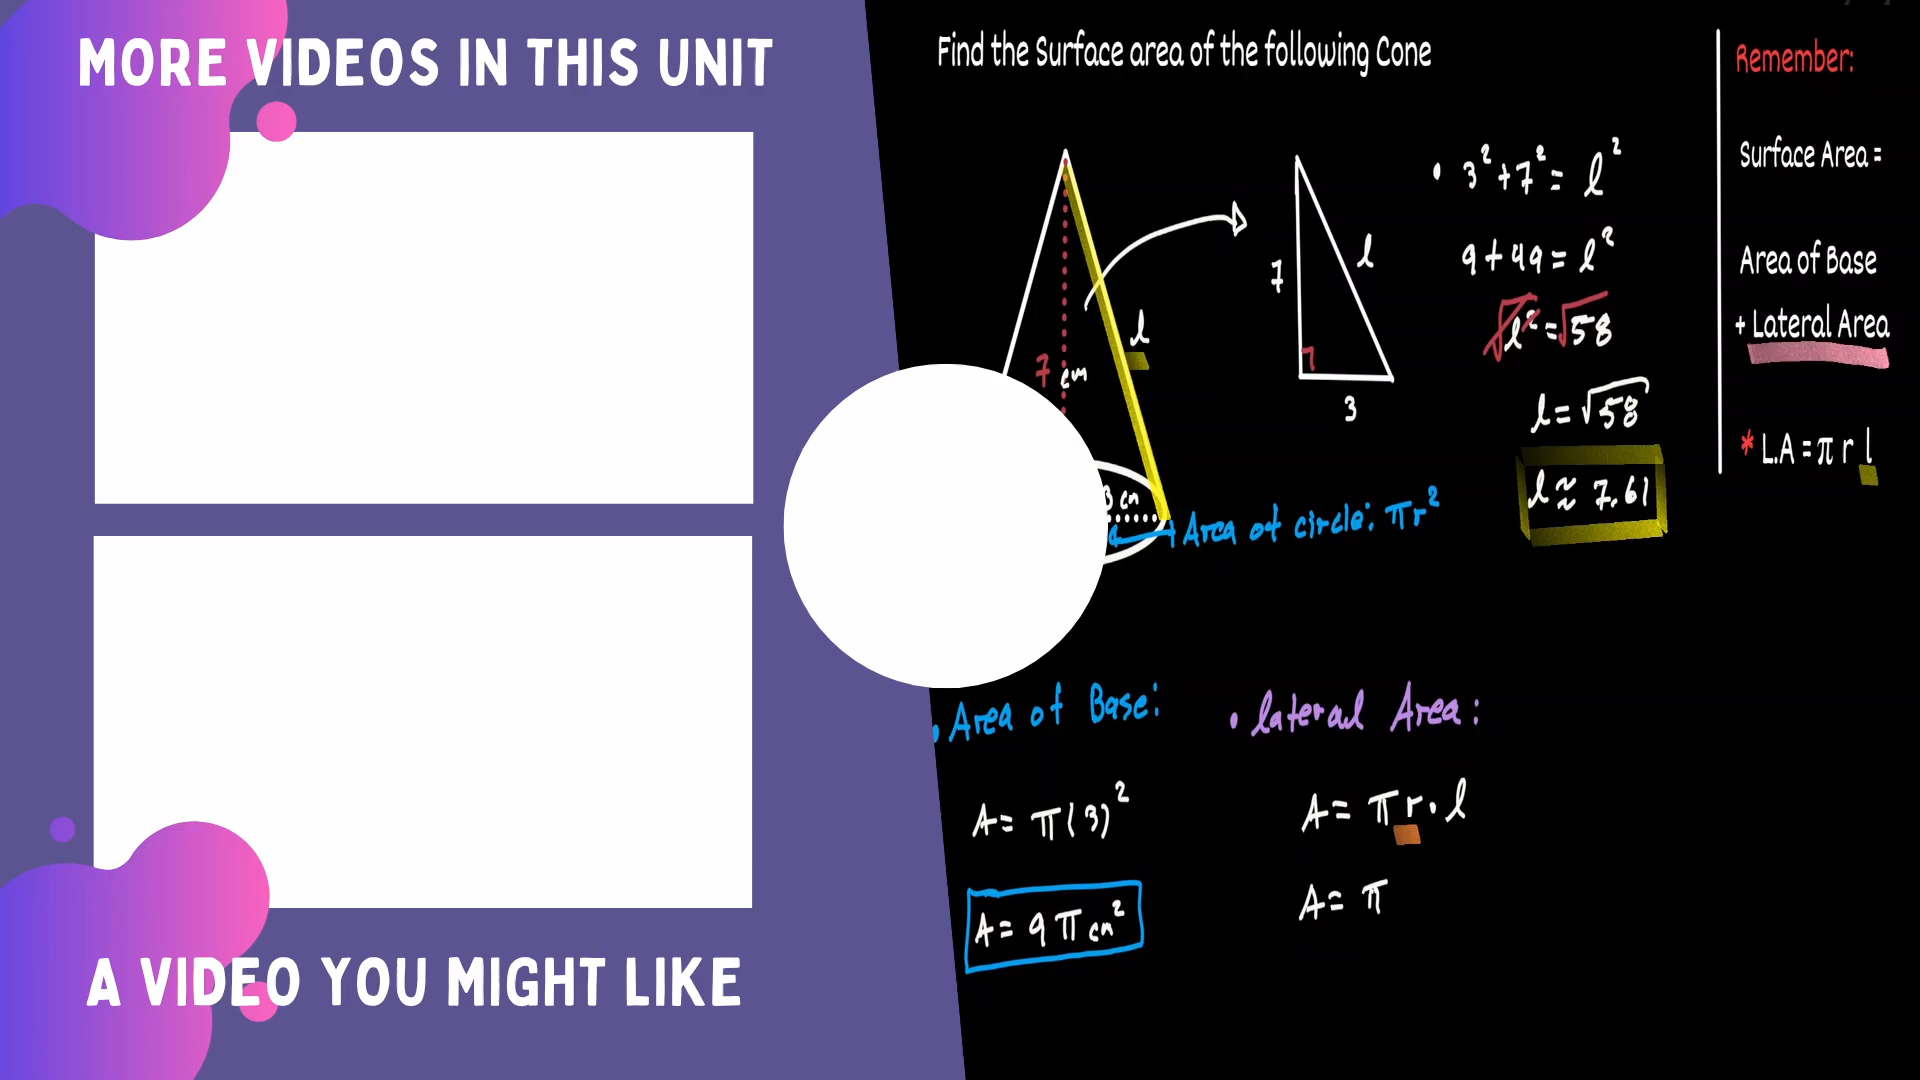 MORE VIDEOS IN THIS UNIT
Find the Surface area of the following Cone
7 cm
l
3 cm
Area of circle: πr²
7
l
3
• 3² + 7² = l²
9 + 49 = l²
√l² = √58
l = √58
l ≈ 7.61
Remember:
Surface Area =
Area of Base
+ Lateral Area
* L.A = π r l
• Area of Base:
A = π(3)²
A = 9π cm²
• lateral Area:
A = π r · l
A = π
A VIDEO YOU MIGHT LIKE